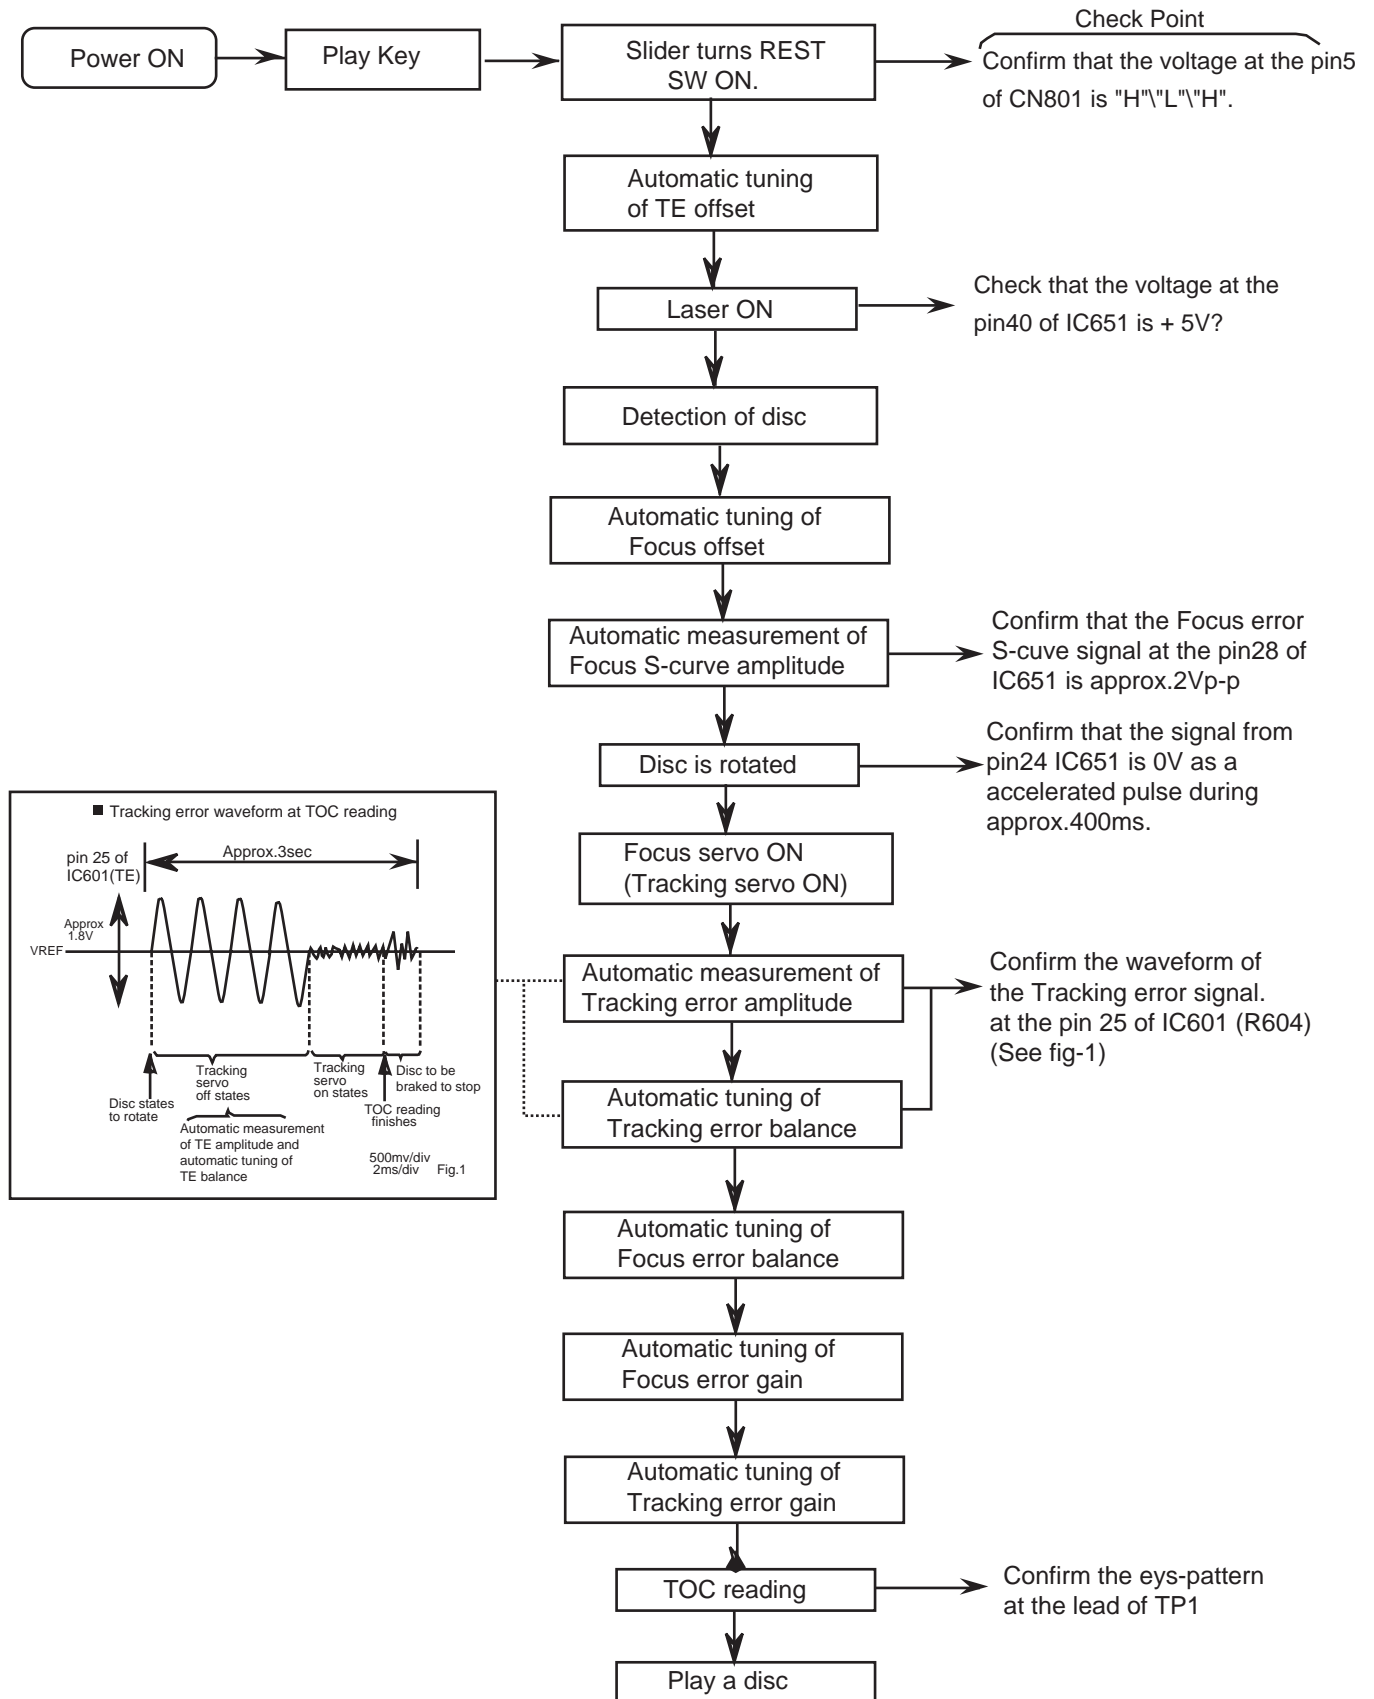 Check Point
Power ON
Play Key
Slider turns REST
SW ON.
Confirm that the voltage at the pin5
of CN801 is "H"\"L"\"H".
Automatic tuning
of TE offset
Laser ON
Check that the voltage at the
pin40 of IC651 is + 5V?
Detection of disc
Automatic tuning of
Focus offset
Automatic measurement of
Focus S-curve amplitude
Confirm that the Focus error
S-cuve signal at the pin28 of
IC651 is approx.2Vp-p
Disc is rotated
Confirm that the signal from
pin24 IC651 is 0V as a
accelerated pulse during
approx.400ms.
Focus servo ON
(Tracking servo ON)
■ Tracking error waveform at TOC reading
pin 25 of
IC601(TE)
Approx.3sec
Approx
1.8V
VREF
Disc states
to rotate
Tracking
servo
off states
Tracking
servo
on states
Disc to be
braked to stop
TOC reading
finishes
Automatic measurement
of TE amplitude and
automatic tuning of
TE balance
500mv/div
2ms/div
Fig.1
Automatic measurement of
Tracking error amplitude
Confirm the waveform of
the Tracking error signal.
at the pin 25 of IC601 (R604)
(See fig-1)
Automatic tuning of
Tracking error balance
Automatic tuning of
Focus error balance
Automatic tuning of
Focus error gain
Automatic tuning of
Tracking error gain
TOC reading
Confirm the eys-pattern
at the lead of TP1
Play a disc